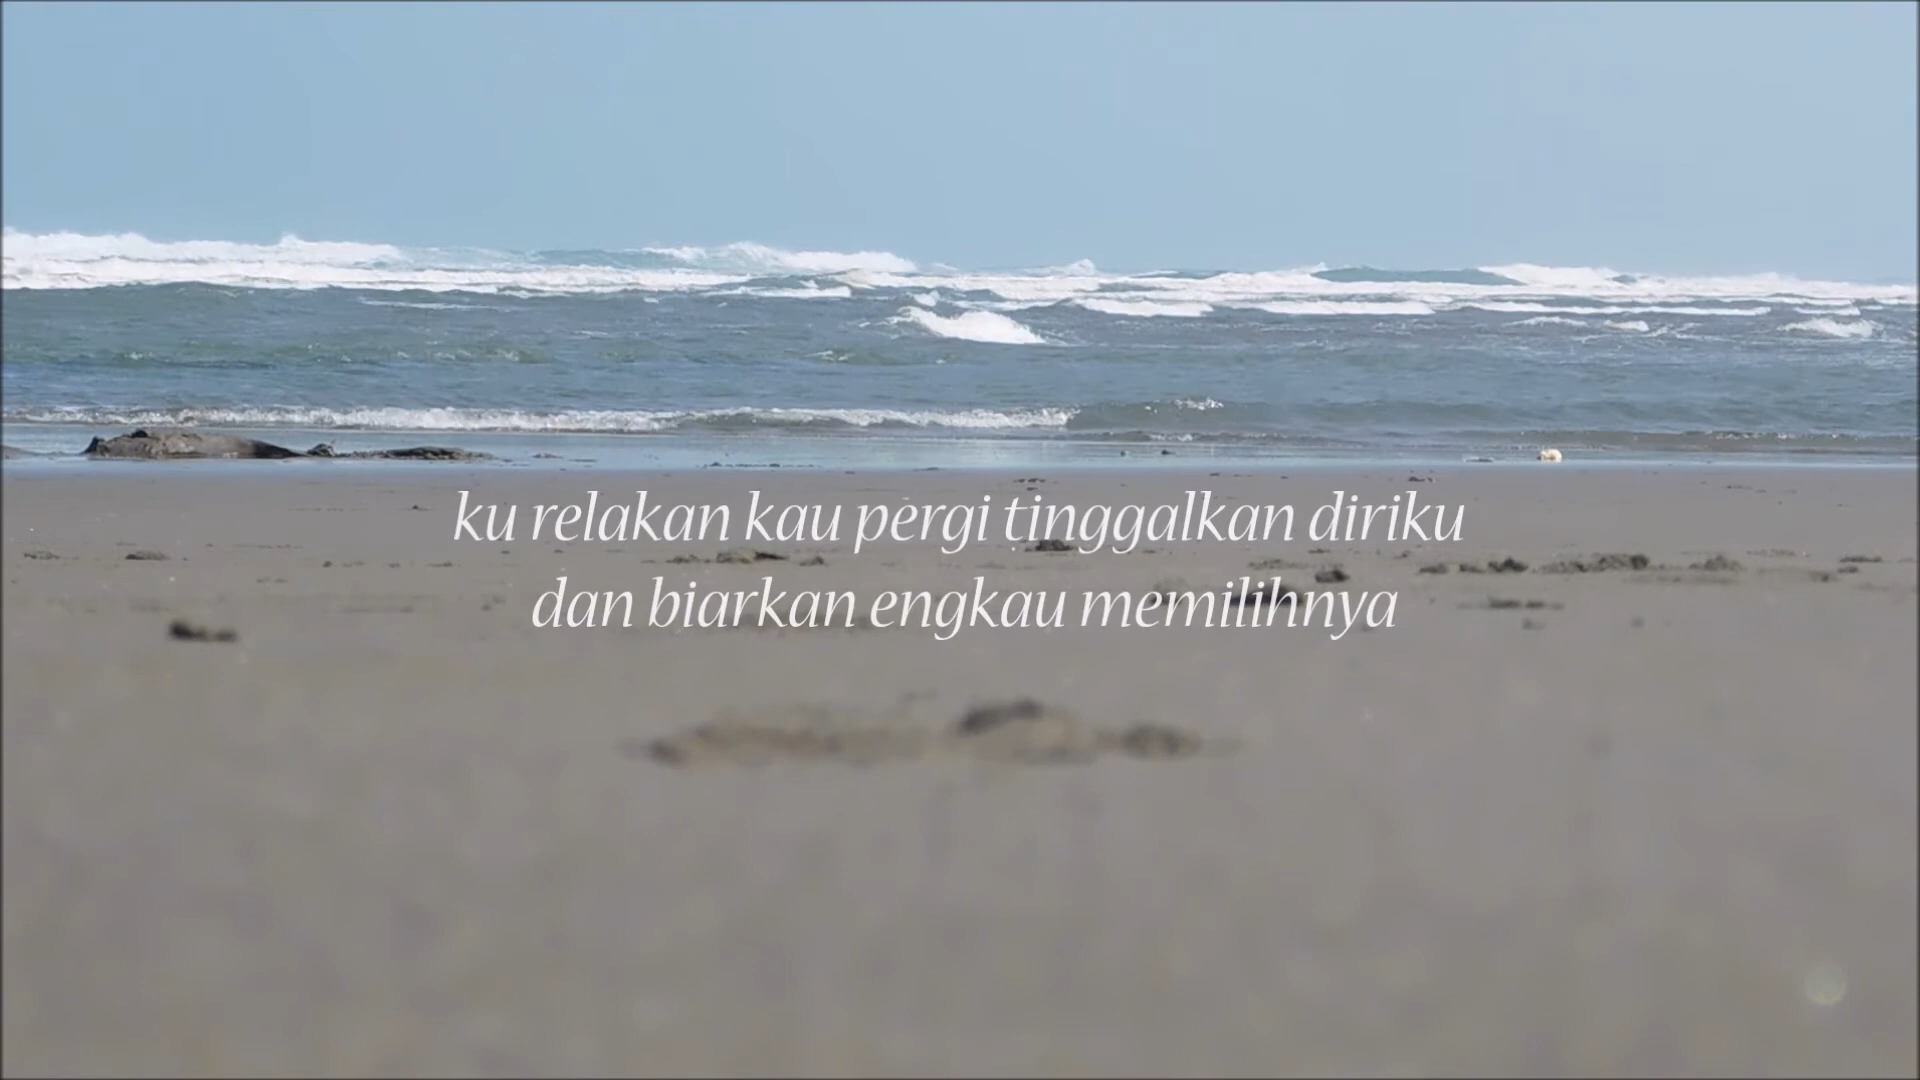 ku relakan kau pergi tinggalkan diriku
dan biarkan engkau memilihnya